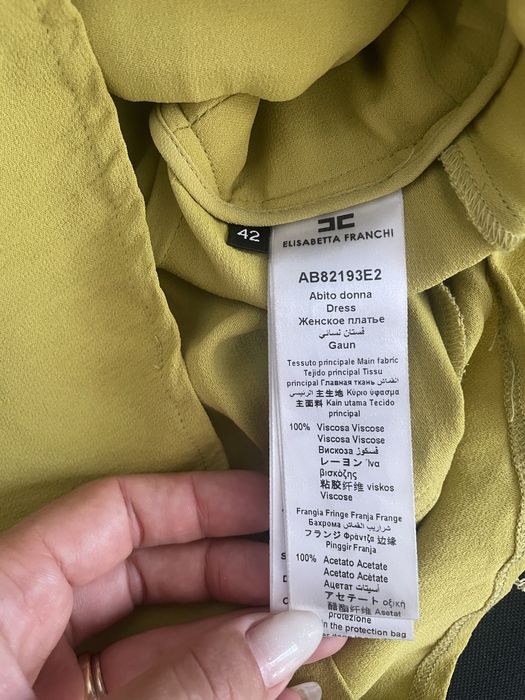 42
ELISABETTA FRANCHI
AB82193E2
Abito donna
Dress
Женское платье
فستان نسائي
Gaun
Tessuto principale Main fabric
Tejido principal Tissu
principal Главная ткань القماش
الرئيسي 主生地 Κύριο ύφασμα
主面料 Kain utama Tecido
principal
100% Viscosa Viscose
Viscosa Viscose
Вискоза فسكوز
レーヨン Ίνα
βισκόζης
粘胶纤维 viskos
Viscose
Frangia Fringe Franja Frange
Бахрома شراريب القماش
フランジ Φράντζα 边缘
Pinggir Franja
100% Acetato Acetate
Acetato Acétate
Ацетат أسيتات
アセテート οξική
醋酯纤维 Asetat
protezione
in the protection bag